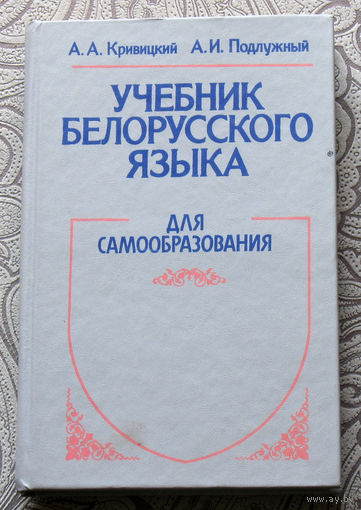 А. А. Кривицкий А. И. Подлужный
УЧЕБНИК
БЕЛОРУССКОГО
ЯЗЫКА
ДЛЯ
САМООБРАЗОВАНИЯ
www.ay.by